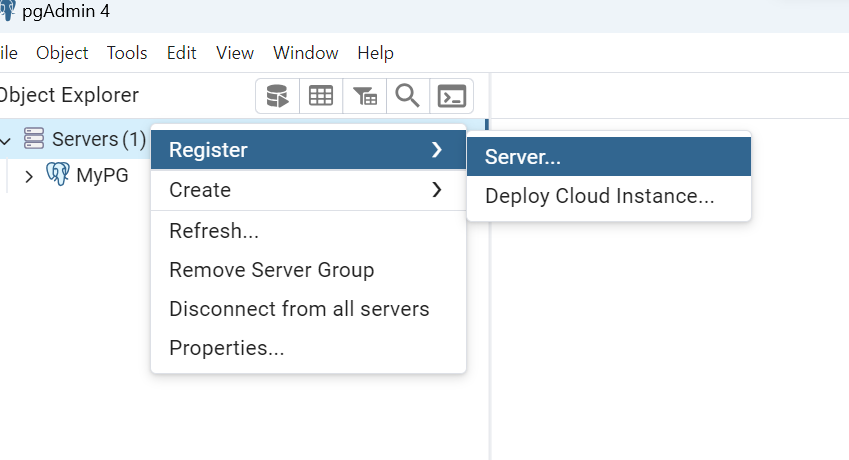 pgAdmin 4
ile Object Tools Edit View Window Help
Object Explorer
Servers (1)
MyPG
Register
Create
Refresh...
Remove Server Group
Disconnect from all servers
Properties...
Server...
Deploy Cloud Instance...